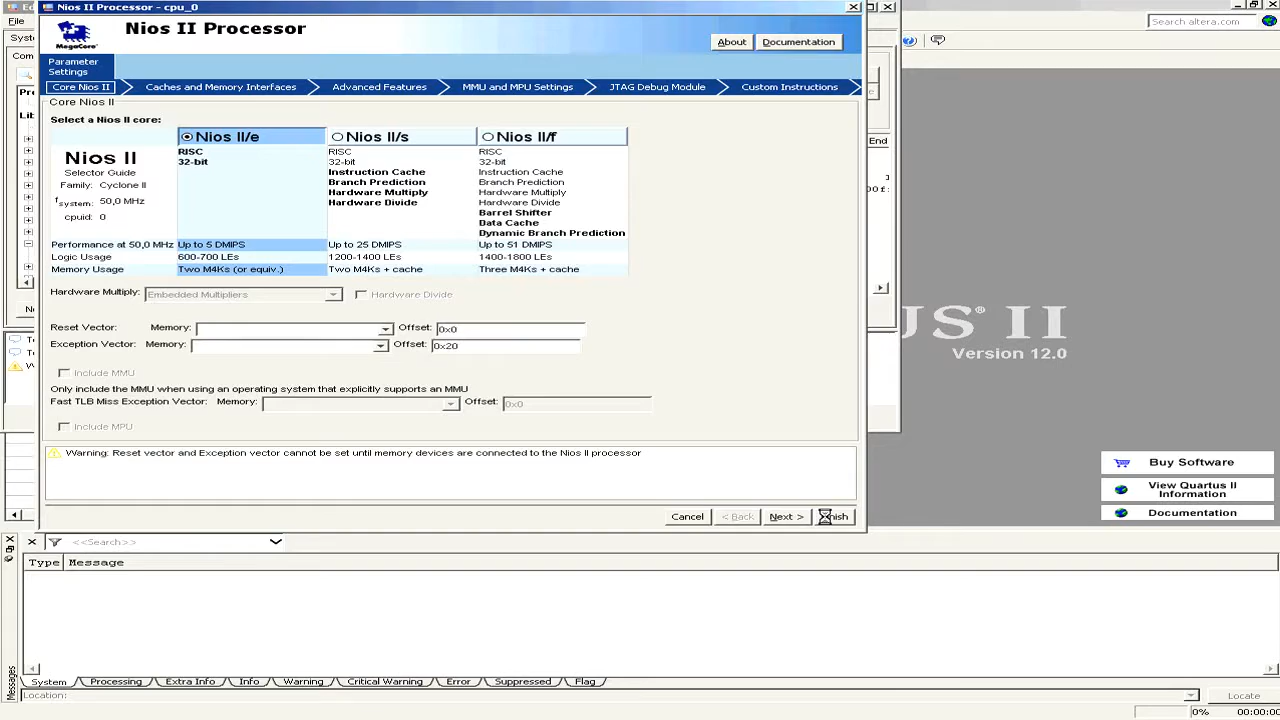 Nios II Processor - cpu_0
File
Search altera.com
Nios II Processor
MegaCore
About
Documentation
Parameter
Settings
Core Nios II
Caches and Memory Interfaces
Advanced Features
MMU and MPU Settings
JTAG Debug Module
Custom Instructions
Core Nios II
Select a Nios II core:
Nios II/e
Nios II/s
Nios II/f
Nios II
Selector Guide
Family: Cyclone II
fsystem: 50,0 MHz
cpuid: 0
RISC
32-bit
RISC
32-bit
Instruction Cache
Branch Prediction
Hardware Multiply
Hardware Divide
RISC
32-bit
Instruction Cache
Branch Prediction
Hardware Multiply
Hardware Divide
Barrel Shifter
Data Cache
Dynamic Branch Prediction
End
Performance at 50,0 MHz Up to 5 DMIPS Up to 25 DMIPS Up to 51 DMIPS
Logic Usage 600-700 LEs 1200-1400 LEs 1400-1800 LEs
Memory Usage Two M4Ks (or equiv.) Two M4Ks + cache Three M4Ks + cache
Hardware Multiply: Embedded Multipliers Hardware Divide
Reset Vector: Memory: Offset: 0x0
Exception Vector: Memory: Offset: 0x20
Include MMU
Only include the MMU when using an operating system that explicitly supports an MMU
Fast TLB Miss Exception Vector: Memory: Offset: 0x0
Include MPU
Warning: Reset vector and Exception vector cannot be set until memory devices are connected to the Nios II processor
Cancel < Back Next >
US® II
Version 12.0
Buy Software
View Quartus II
Information
Documentation
<<Search>>
Type Message
Messages
System Processing Extra Info Info Warning Critical Warning Error Suppressed Flag
Location: Locate
0% 00:00:0